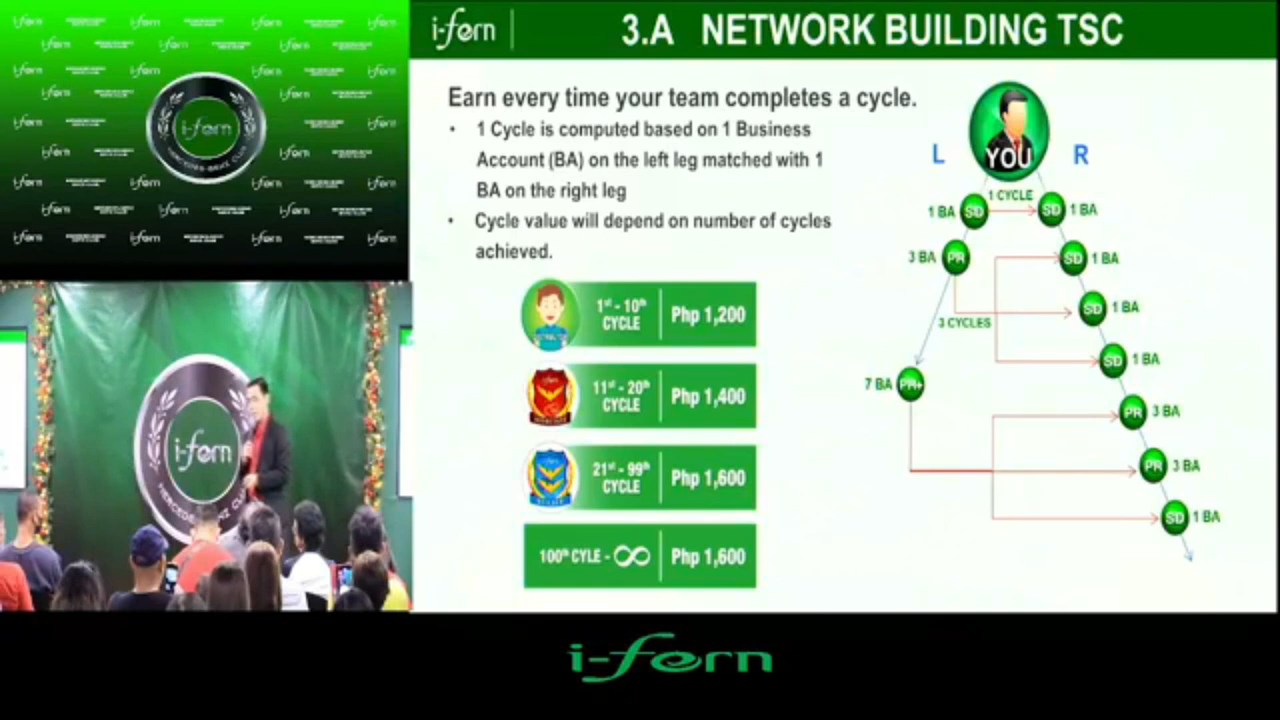 i-fern
i-fern
3.A NETWORK BUILDING TSC
Earn every time your team completes a cycle.
• 1 Cycle is computed based on 1 Business
Account (BA) on the left leg matched with 1
BA on the right leg
• Cycle value will depend on number of cycles
achieved.
1st - 10th
CYCLE
Php 1,200
11st - 20th
CYCLE
Php 1,400
21st - 99th
CYCLE
Php 1,600
100th CYLE - ∞
Php 1,600
YOU
L
R
1 CYCLE
1 BA
SD
SD
1 BA
3 BA
PR
SD
1 BA
SD
1 BA
3 CYCLES
SD
1 BA
7 BA
PR+
PR
3 BA
PR
3 BA
SD
1 BA
i-fern
i-fern